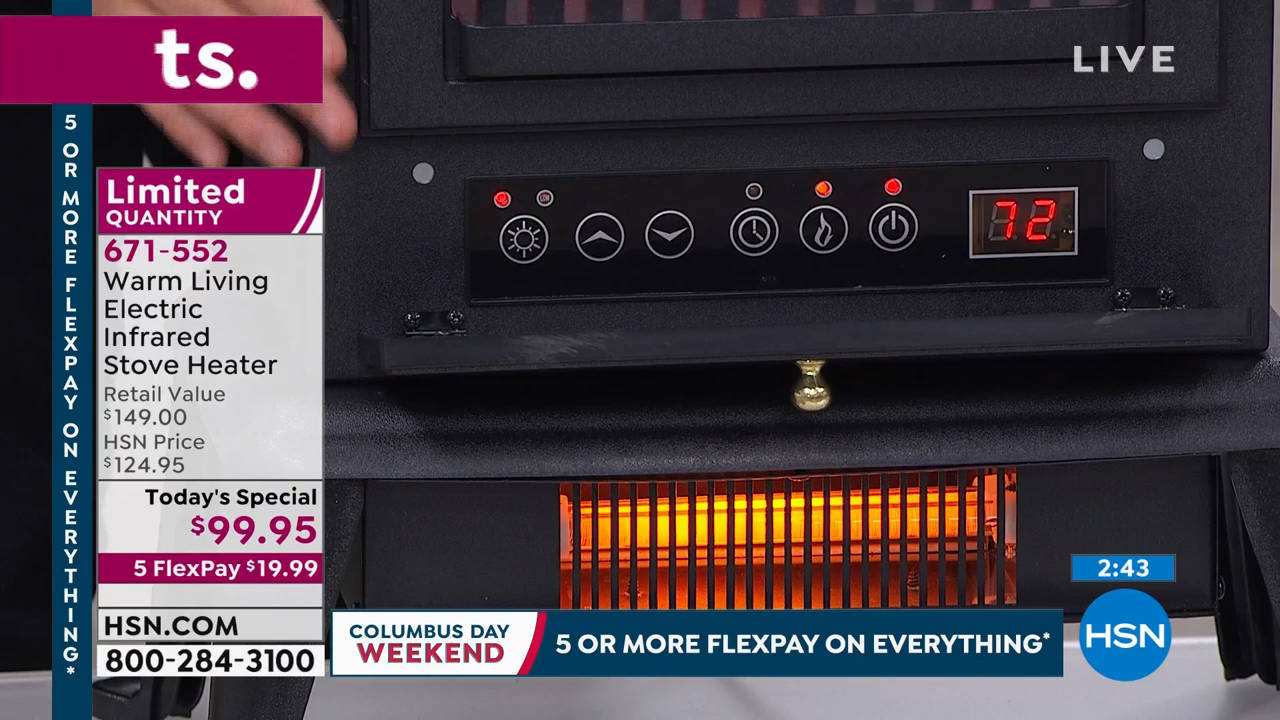 ts.
LIVE
5 OR MORE FLEXPAY ON EVERYTHING*
Limited
QUANTITY
671-552
Warm Living
Electric
Infrared
Stove Heater
Retail Value
$149.00
HSN Price
$124.95
Today's Special
$99.95
5 FlexPay $19.99
HSN.COM
800-284-3100
LOW
72
2:43
COLUMBUS DAY
WEEKEND
5 OR MORE FLEXPAY ON EVERYTHING*
HSN